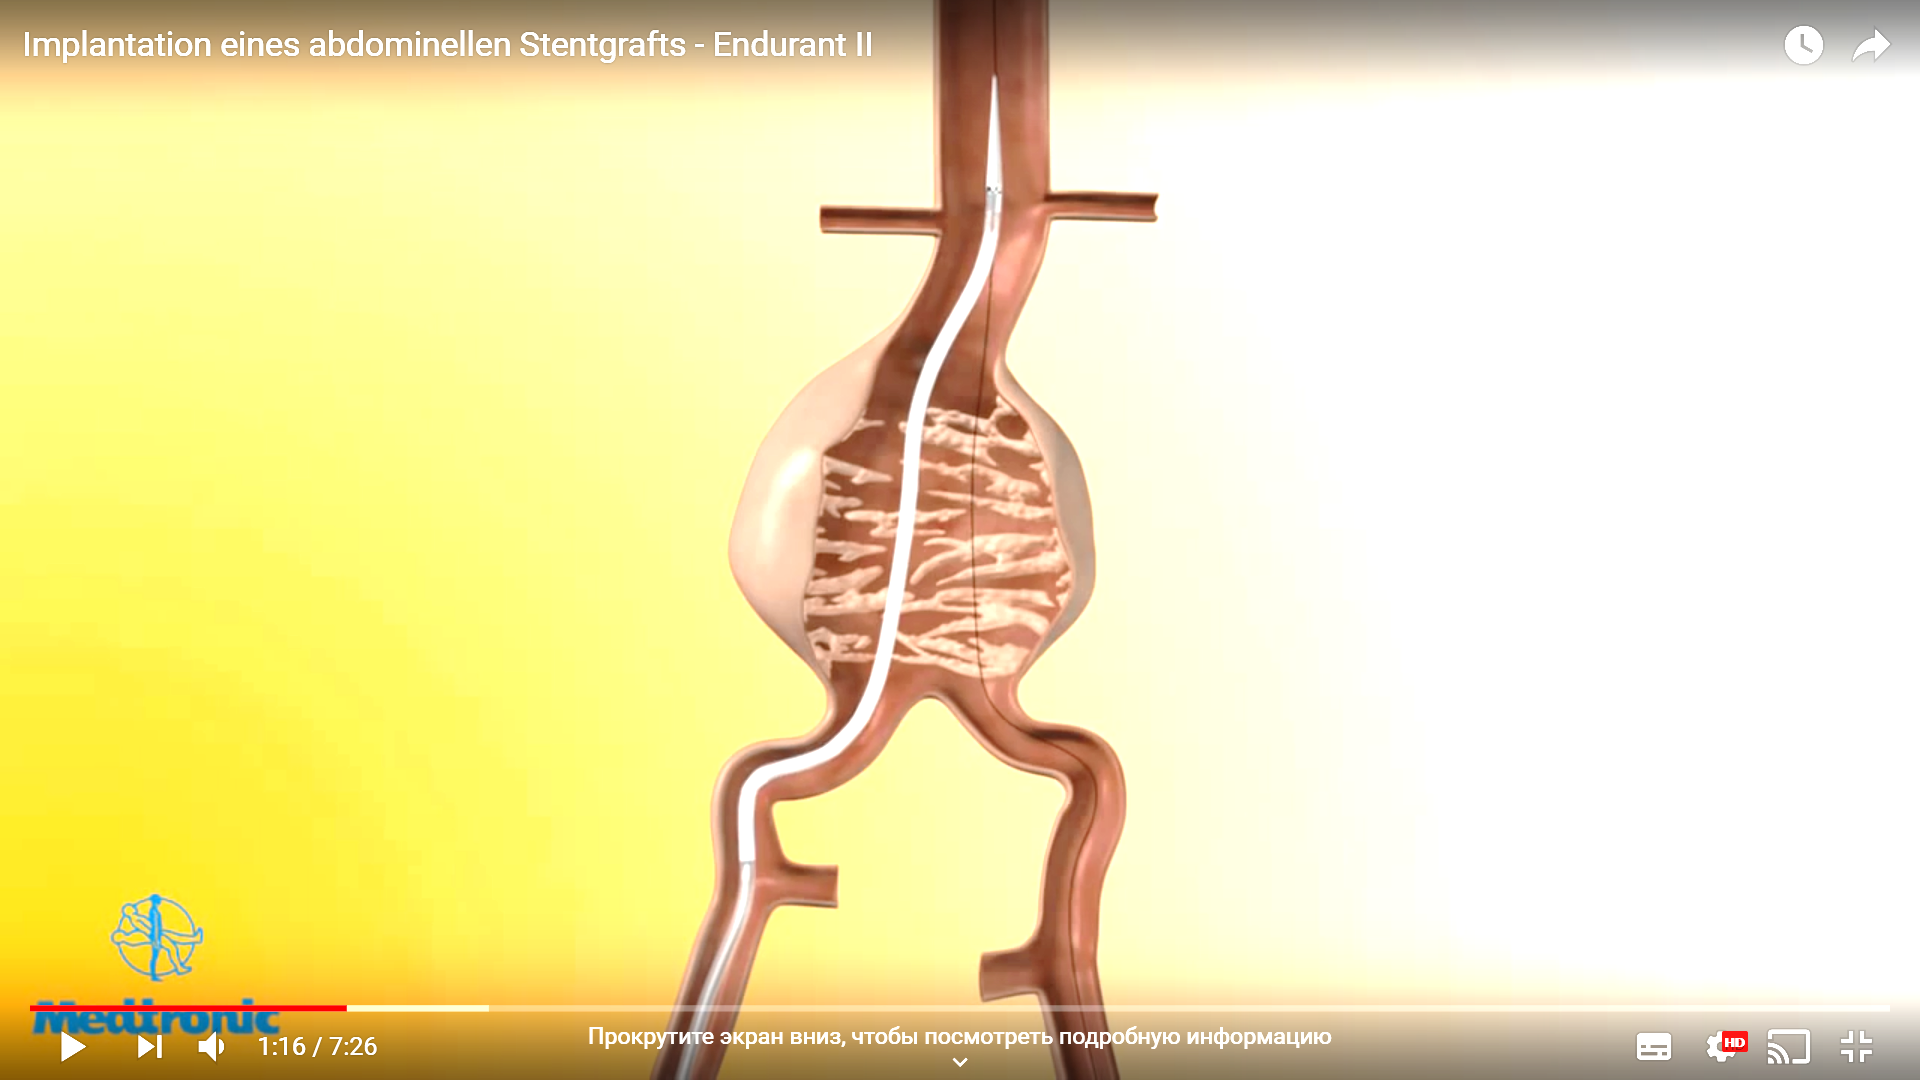 Implantation eines abdominellen Stentgrafts - Endurant II
Medtronic
1:16 / 7:26
Прокрутите экран вниз, чтобы посмотреть подробную информацию
HD